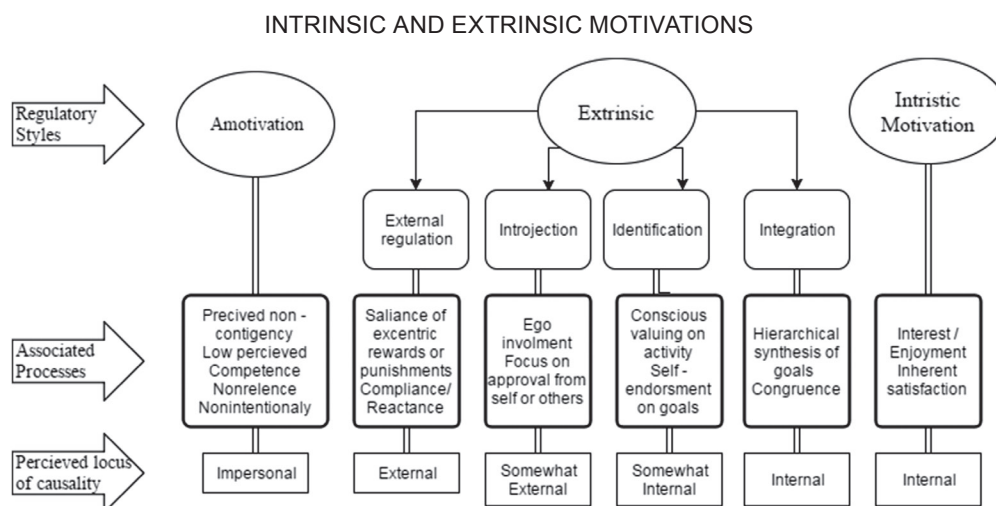 INTRINSIC AND EXTRINSIC MOTIVATIONS
Regulatory
Styles
Amotivation
Extrinsic
Intristic
Motivation
External
regulation
Introjection
Identification
Integration
Associated
Processes
Precived non -
contigency
Low percieved
Competence
Nonrelence
Nonintentionaly
Saliance of
excentric
rewards or
punishments
Compliance/
Reactance
Ego
involment
Focus on
approval from
self or others
Conscious
valuing on
activity Self -
endorsment
on goals
Hierarchical
synthesis of
goals
Congruence
Interest /
Enjoyment
Inherent
satisfaction
Percieved locus
of causality
Impersonal
External
Somewhat
External
Somewhat
Internal
Internal
Internal